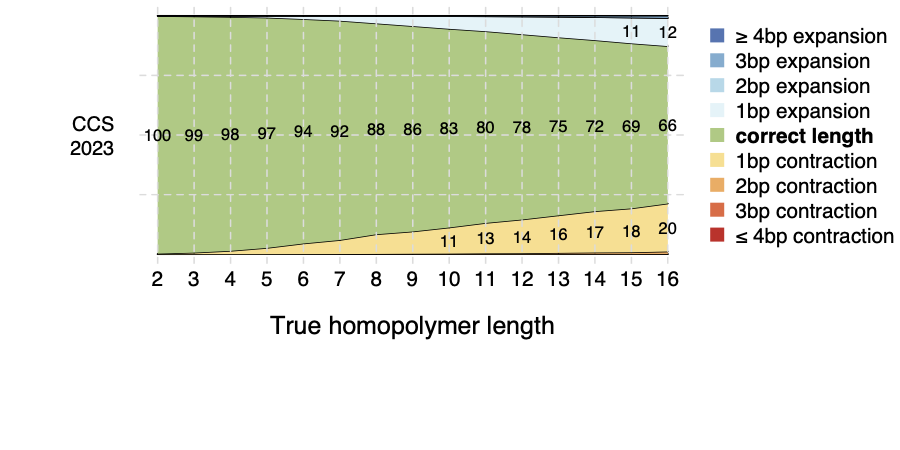 11 12
100 99 98 97 94 92 88 86 83 80 78 75 72 69 66
11 13 14 16 17 18 20
CCS
2023
2 3 4 5 6 7 8 9 10 11 12 13 14 15 16
True homopolymer length
≥ 4bp expansion
3bp expansion
2bp expansion
1bp expansion
correct length
1bp contraction
2bp contraction
3bp contraction
≤ 4bp contraction